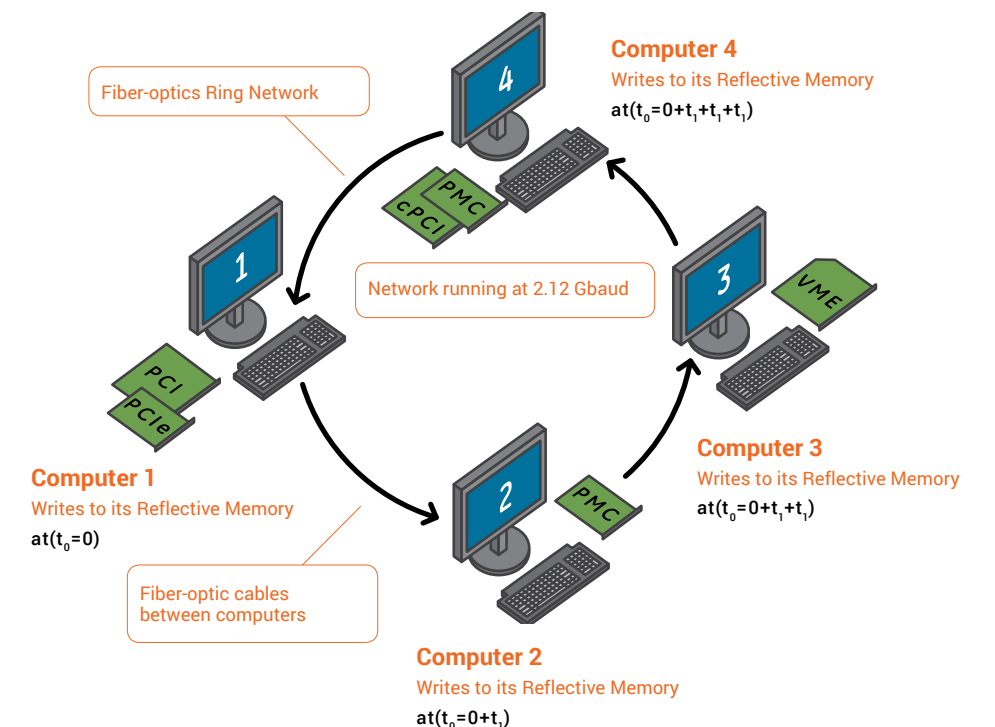 4
Computer 4
Writes to its Reflective Memory
at(t₀=0+t₁+t₁+t₁)
Fiber-optics Ring Network
PMC
cPCI
1
Network running at 2.12 Gbaud
3
VME
PCI
PCIe
Computer 1
Writes to its Reflective Memory
at(t₀=0)
2
PMC
Computer 3
Writes to its Reflective Memory
at(t₀=0+t₁+t₁)
Fiber-optic cables
between computers
Computer 2
Writes to its Reflective Memory
at(t₀=0+t₁)